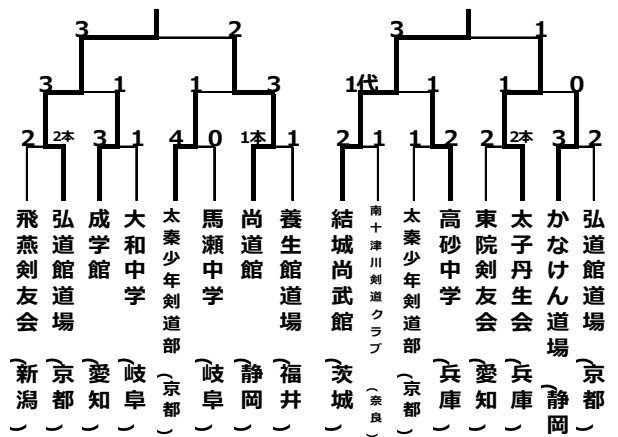 3 2 3 1
3 1 1 3 1代 1 1 0
2 2本 3 1 4 0 1本 1 2 1 1 2 2 2本 3 2
飛燕剣友会(新潟)
弘道館道場(京都)
成学館(愛知)
大和中学(岐阜)
太秦少年剣道部(京都)
馬瀬中学(岐阜)
尚道館(静岡)
養生館道場(福井)
結城尚武館(茨城)
南十津川剣道クラブ(奈良)
太秦少年剣道部(京都)
高砂中学(兵庫)
東院剣友会(愛知)
太子丹生会(兵庫)
かなけん道場(静岡)
弘道館道場(京都)